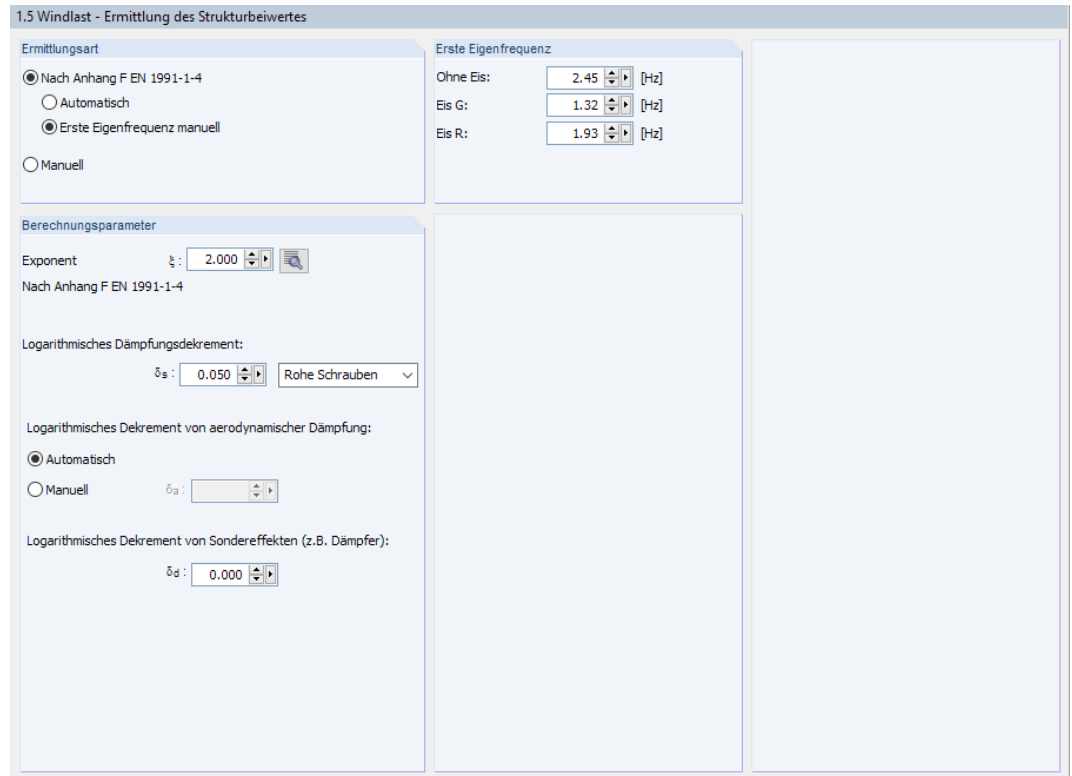 1.5 Windlast - Ermittlung des Strukturbeiwertes
Ermittlungsart
Nach Anhang F EN 1991-1-4
Automatisch
Erste Eigenfrequenz manuell
Manuell
Erste Eigenfrequenz
Ohne Eis: 2.45 [Hz]
Eis G: 1.32 [Hz]
Eis R: 1.93 [Hz]
Berechnungsparameter
Exponent ξ : 2.000
Nach Anhang F EN 1991-1-4
Logarithmisches Dämpfungsdekrement:
δs : 0.050 Rohe Schrauben
Logarithmisches Dekrement von aerodynamischer Dämpfung:
Automatisch
Manuell δa :
Logarithmisches Dekrement von Sondereffekten (z.B. Dämpfer):
δd : 0.000